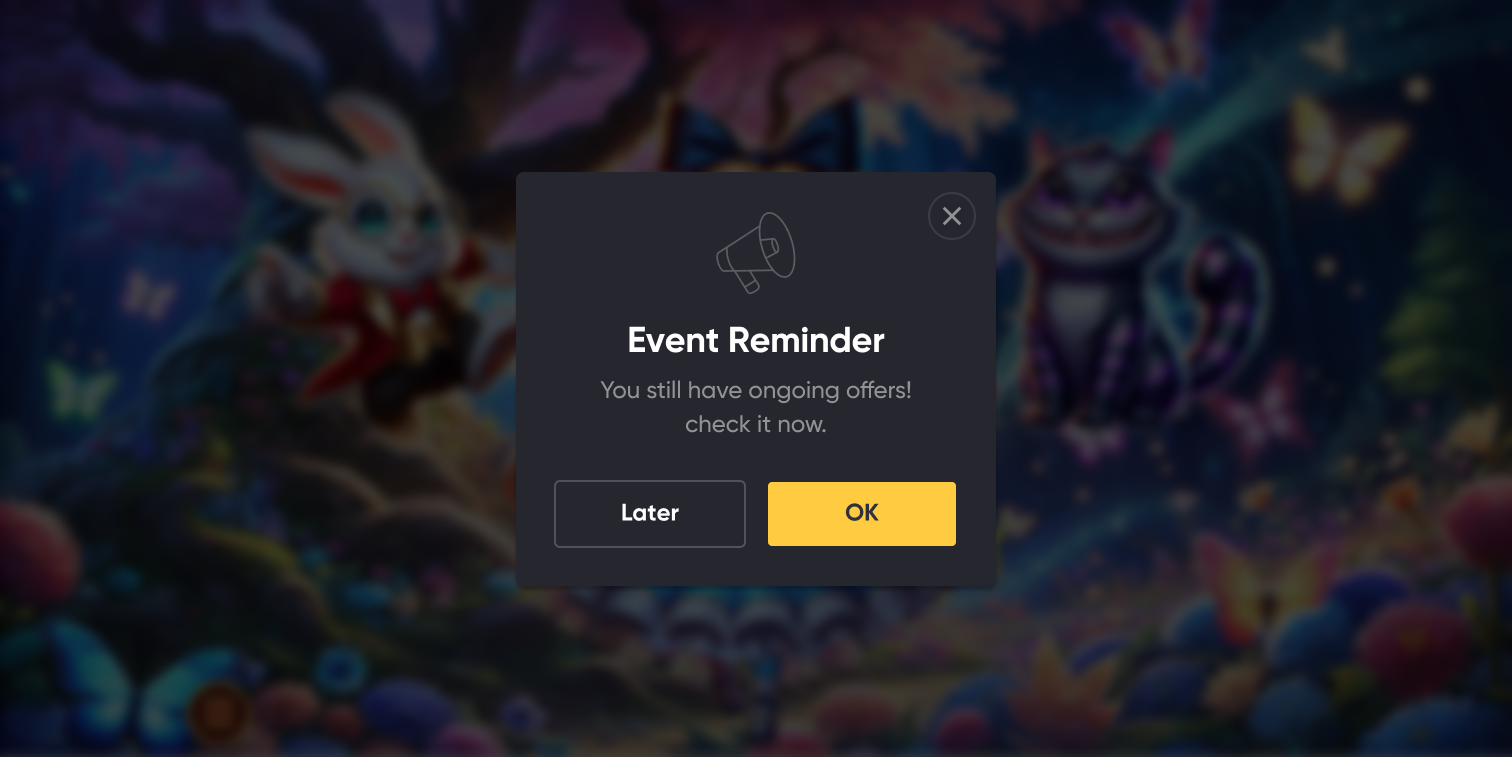 Event Reminder
You still have ongoing offers!
check it now.
Later
OK